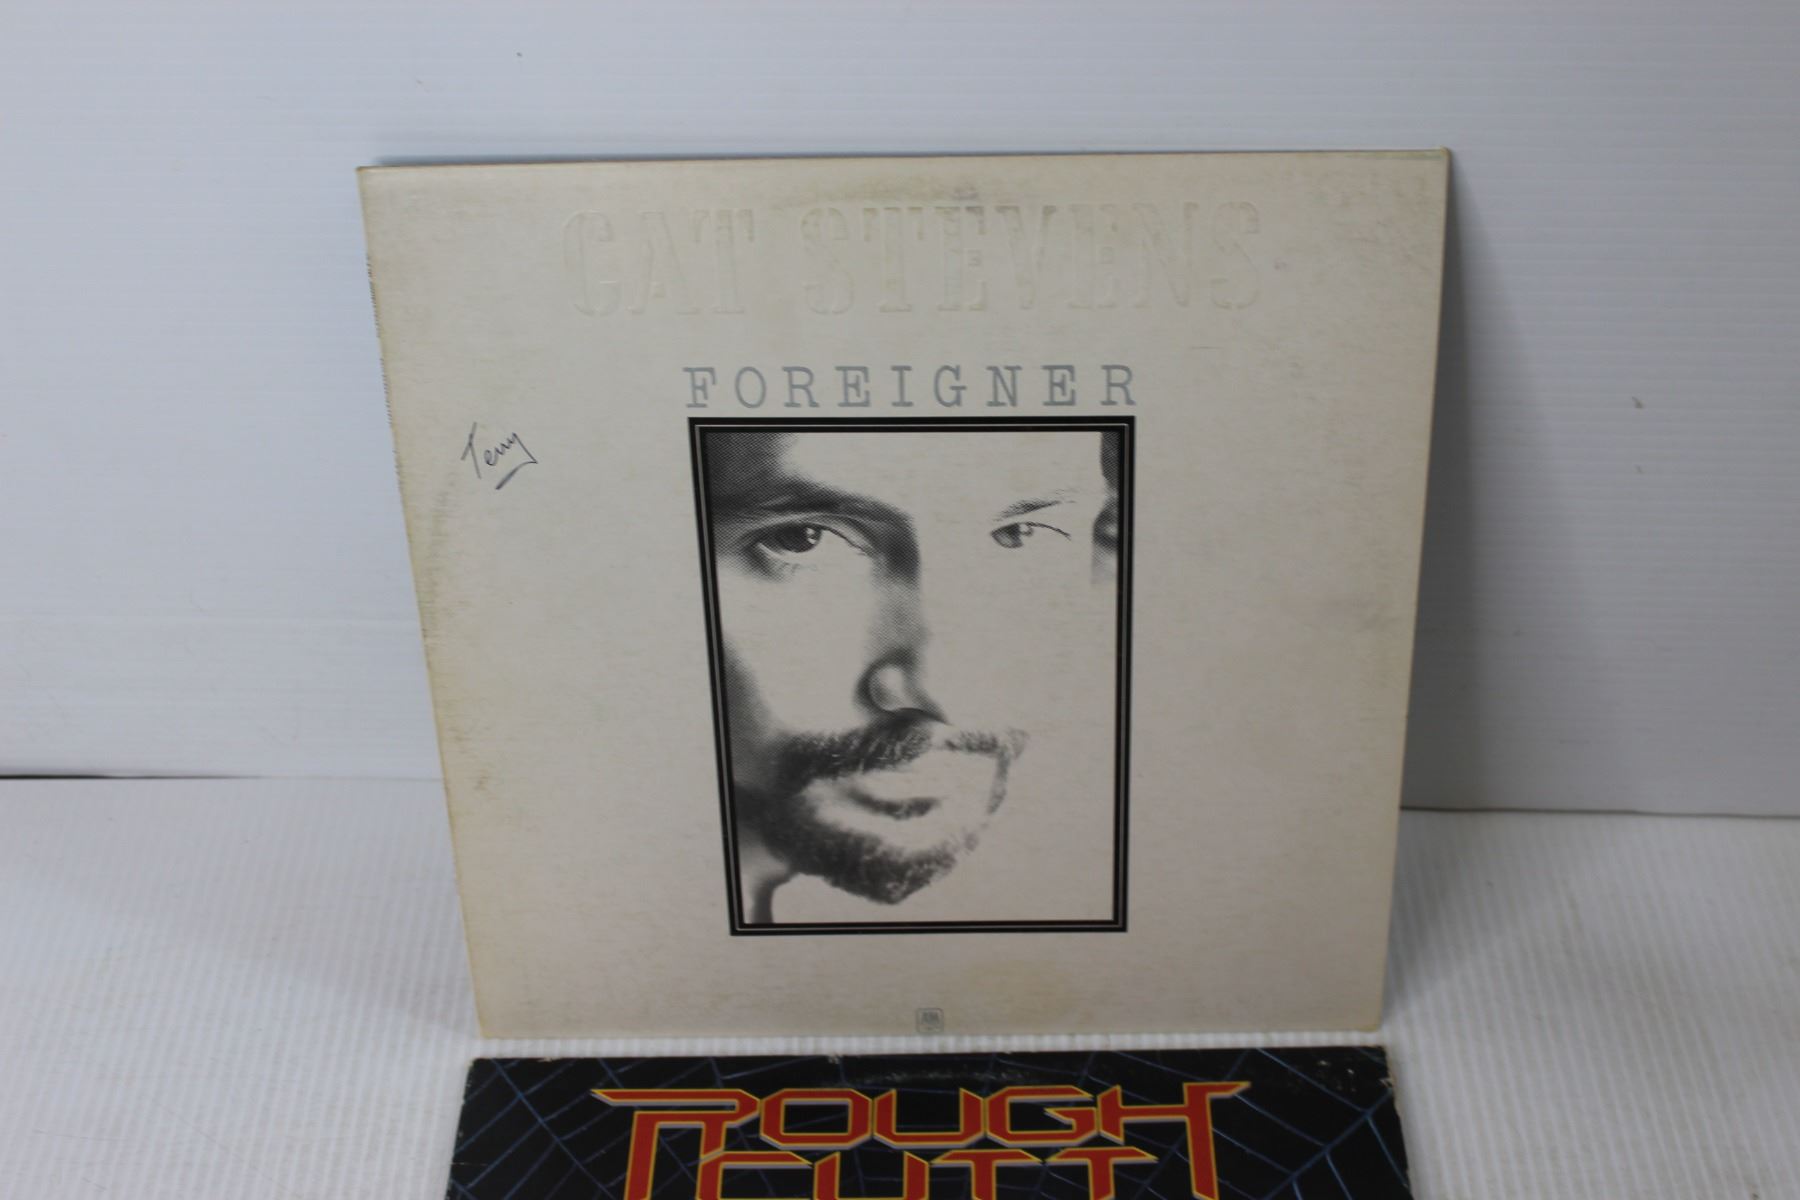 CAT STEVENS
FOREIGNER
Terry
A&M
ROUGH
CUTT